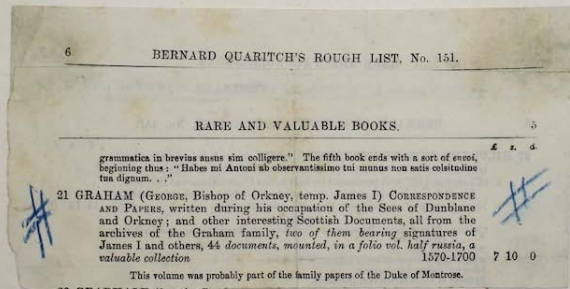 6 BERNARD QUARITCH'S ROUGH LIST, No. 151.
RARE AND VALUABLE BOOKS. 5
£ s. d.
grammatica in brevius ausus sim colligere." The fifth book ends with a sort of envoi,
beginning thus: "Habes mi Antoni ab observantissimo tui munus non satis celsitudine
tua dignum. . ."
21 GRAHAM (GEORGE, Bishop of Orkney, temp. James I) CORRESPONDENCE
AND PAPERS, written during his occupation of the Sees of Dunblane
and Orkney; and other interesting Scottish Documents, all from the
archives of the Graham family, two of them bearing signatures of
James I and others, 44 documents, mounted, in a folio vol. half russia, a
valuable collection 1570-1700 7 10 0
This volume was probably part of the family papers of the Duke of Montrose.